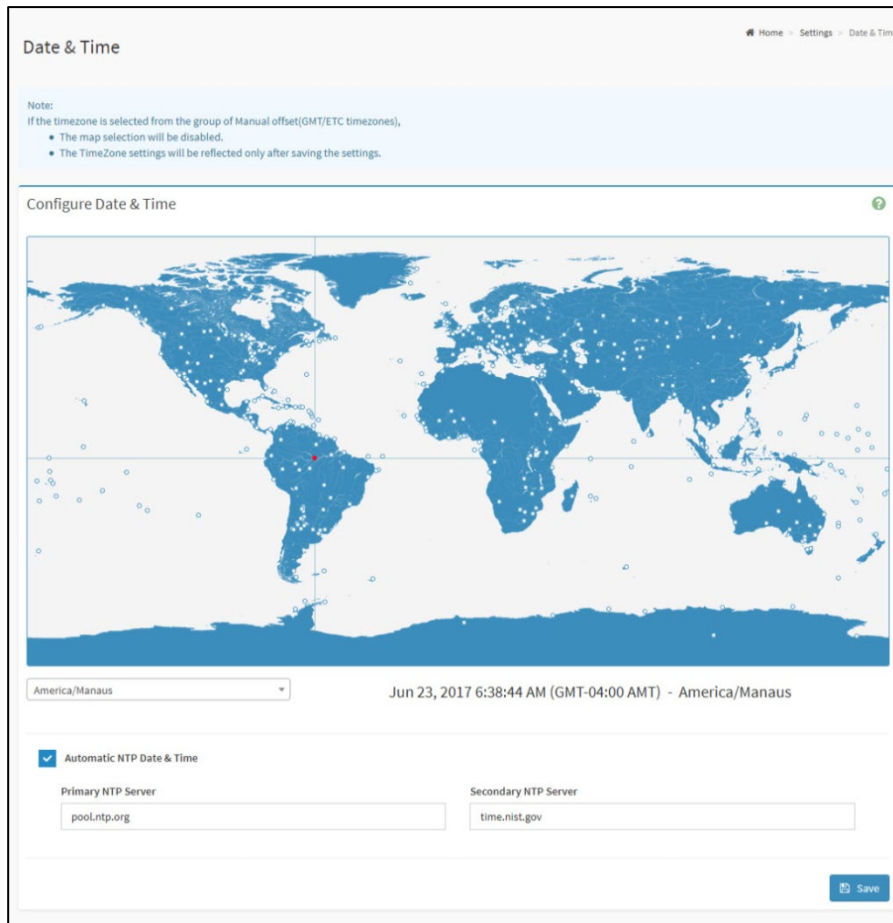 Home > Settings > Date & Tim
Date & Time
Note:
If the timezone is selected from the group of Manual offset(GMT/ETC timezones),
• The map selection will be disabled.
• The TimeZone settings will be reflected only after saving the settings.
Configure Date & Time
America/Manaus
Jun 23, 2017 6:38:44 AM (GMT-04:00 AMT) - America/Manaus
Automatic NTP Date & Time
Primary NTP Server
Secondary NTP Server
pool.ntp.org
time.nist.gov
Save